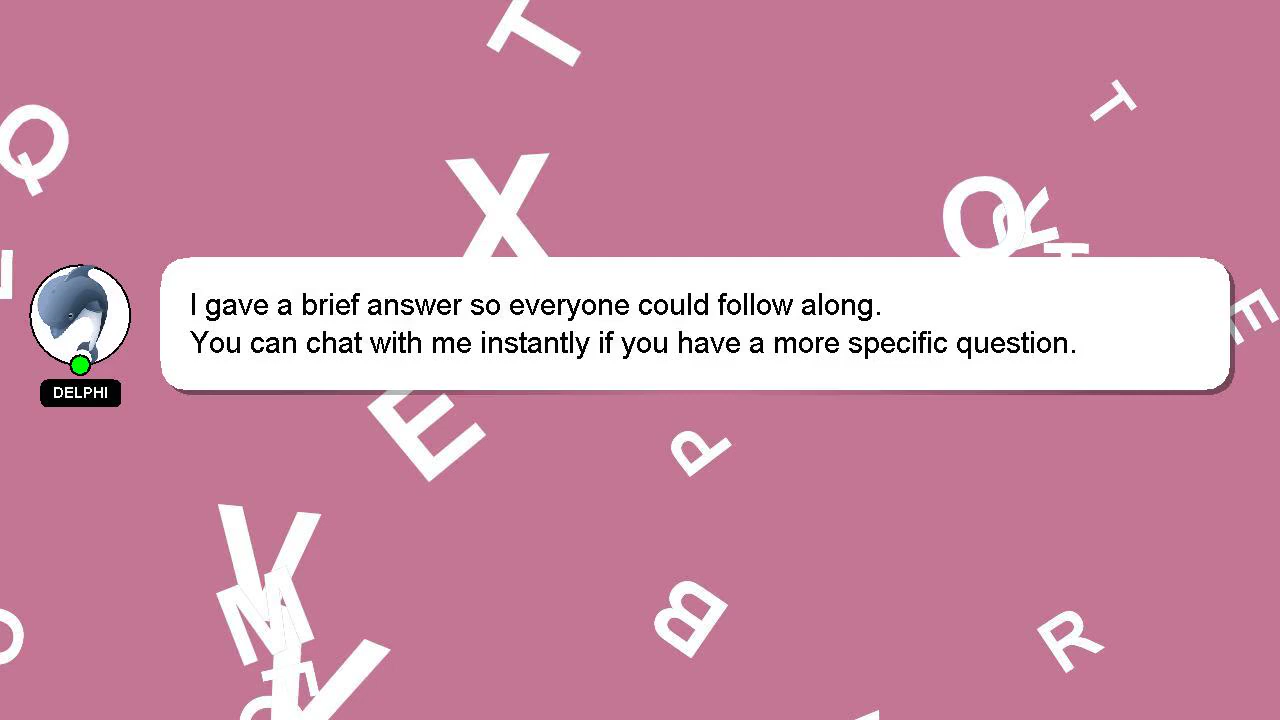 T
T
Q
X
O
E
I gave a brief answer so everyone could follow along.
You can chat with me instantly if you have a more specific question.
DELPHI
E
P
V
M
B
R